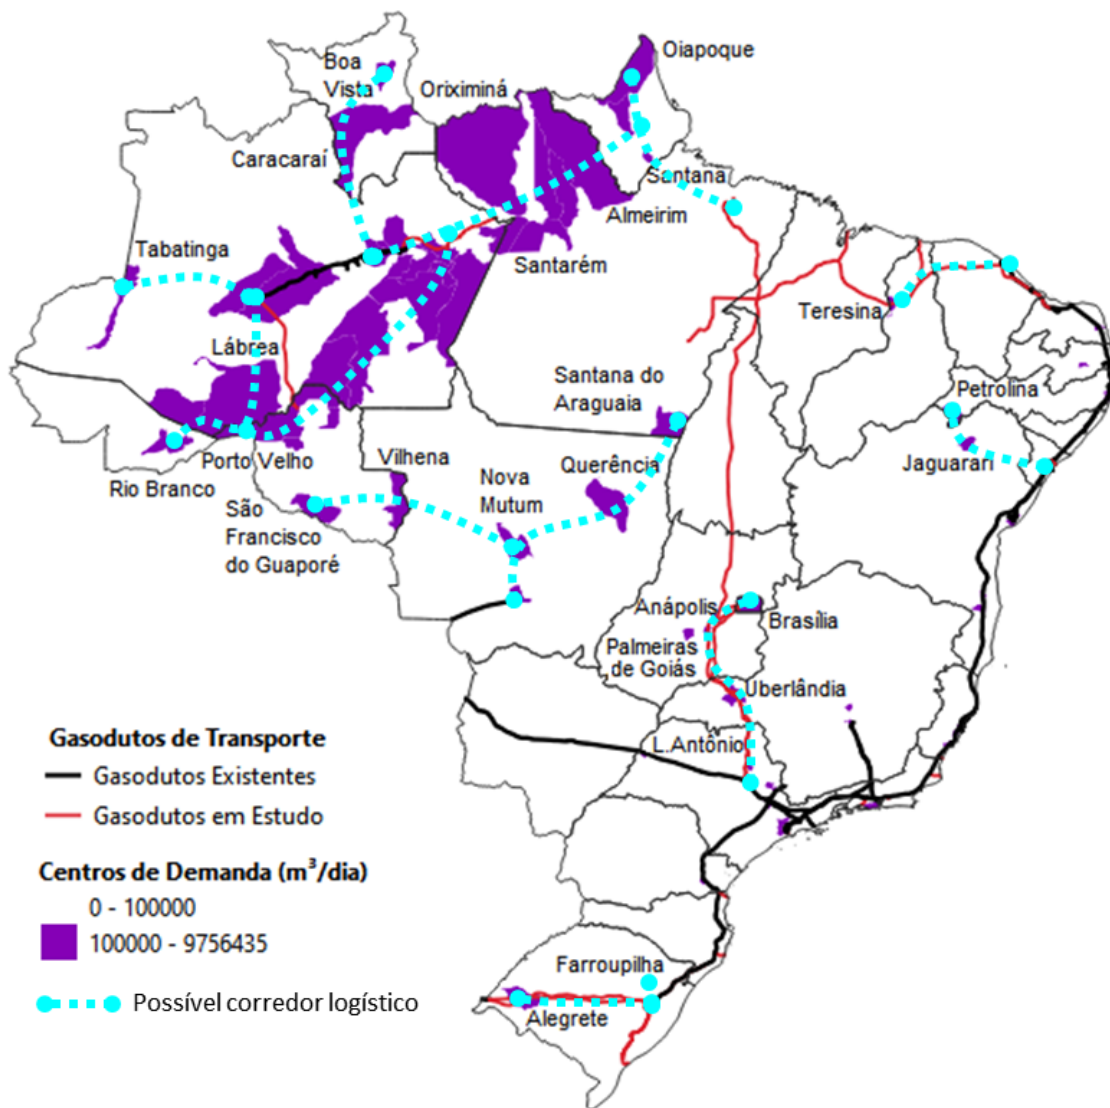 Oiapoque
Boa
Vista
Oriximiná
Caracaraí
Santana
Almeirim
Tabatinga
Santarém
Teresina
Lábrea
Santana do
Araguaia
Petrolina
Porto Velho
Vilhena
Querência
Jaguarari
Rio Branco
Nova
Mutum
São
Francisco
do Guaporé
Anápolis
Brasília
Palmeiras
de Goiás
Uberlândia
L.Antônio
Gasodutos de Transporte
Gasodutos Existentes
Gasodutos em Estudo
Centros de Demanda (m³/dia)
0 - 100000
100000 - 9756435
Possível corredor logístico
Farroupilha
Alegrete